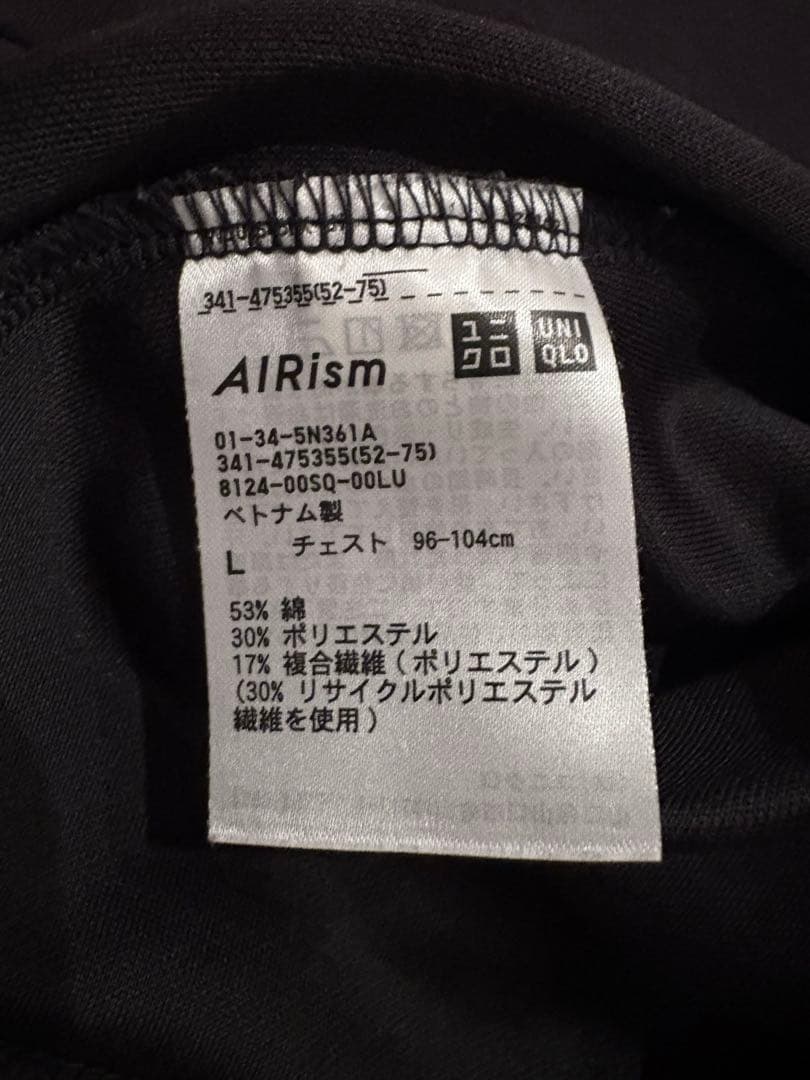 341-475355(52-75)
AIRism
ユニ
クロ
UNI
QLO
01-34-5N361A
341-475355(52-75)
8124-00SQ-00LU
ベトナム製
L チェスト 96-104cm
53% 綿
30% ポリエステル
17% 複合繊維(ポリエステル)
(30% リサイクルポリエステル
繊維を使用)